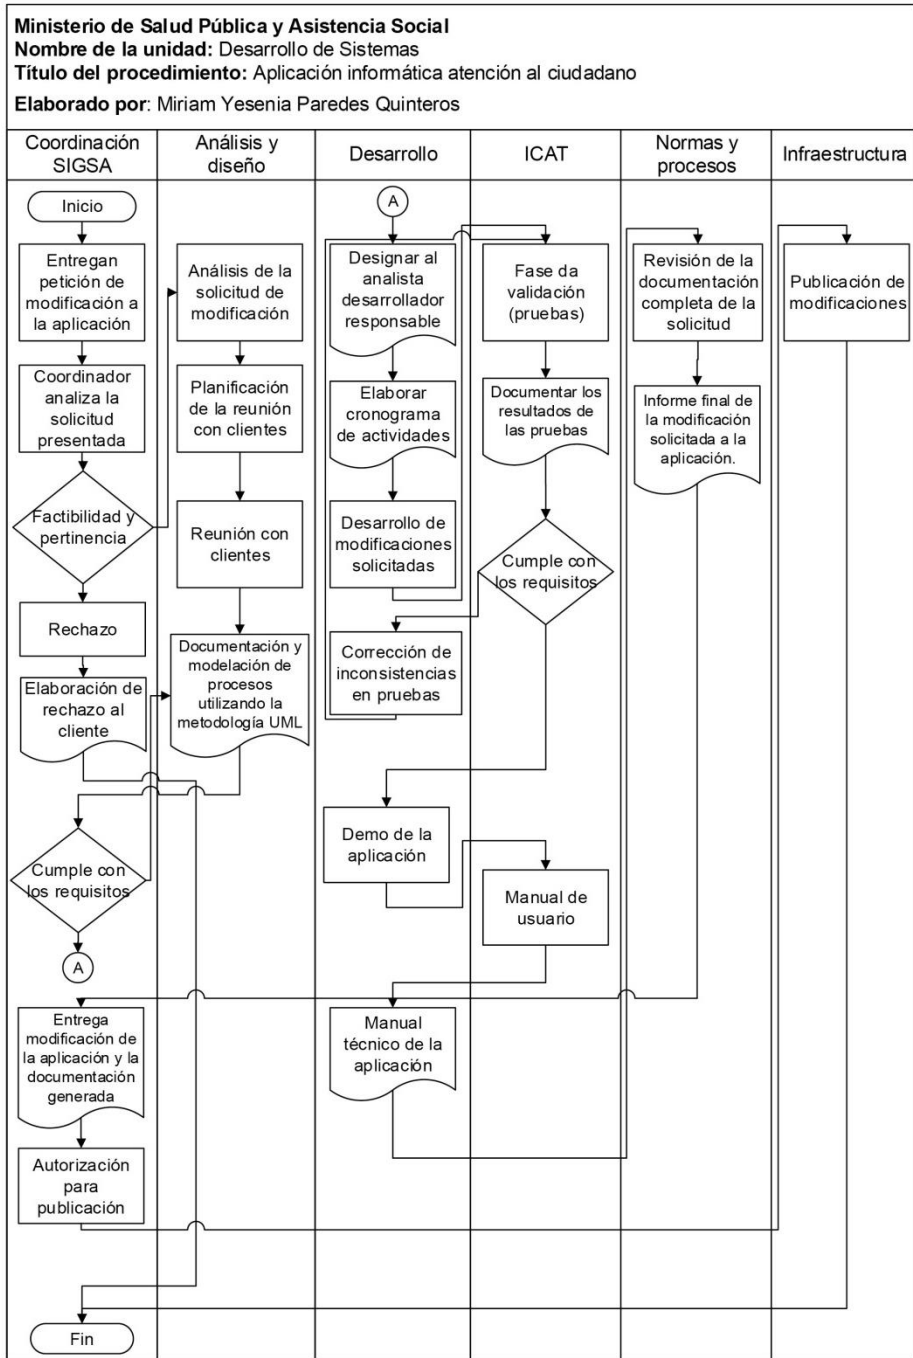 Ministerio de Salud Pública y Asistencia Social
Nombre de la unidad: Desarrollo de Sistemas
Título del procedimiento: Aplicación informática atención al ciudadano
Elaborado por: Miriam Yesenia Paredes Quinteros
Coordinación
SIGSA
Análisis y
diseño
Desarrollo
ICAT
Normas y
procesos
Infraestructura
Inicio
Entregan
petición de
modificación a
la aplicación
Coordinador
analiza la
solicitud
presentada
Factibilidad y
pertinencia
Rechazo
Elaboración de
rechazo al
cliente
Cumple con
los requisitos
A
Entrega
modificación de
la aplicación y la
documentación
generada
Autorización
para
publicación
Fin
Análisis de la
solicitud de
modificación
Planificación
de la reunión
con clientes
Reunión con
clientes
Documentación y
modelación de
procesos
utilizando la
metodología UML
A
Designar al
analista
desarrollador
responsable
Elaborar
cronograma
de actividades
Desarrollo de
modificaciones
solicitadas
Corrección de
inconsistencias
en pruebas
Demo de la
aplicación
Manual
técnico de la
aplicación
Fase da
validación
(pruebas)
Documentar los
resultados de
las pruebas
Cumple con
los requisitos
Manual de
usuario
Revisión de la
documentación
completa de la
solicitud
Informe final de
la modificación
solicitada a la
aplicación.
Publicación de
modificaciones